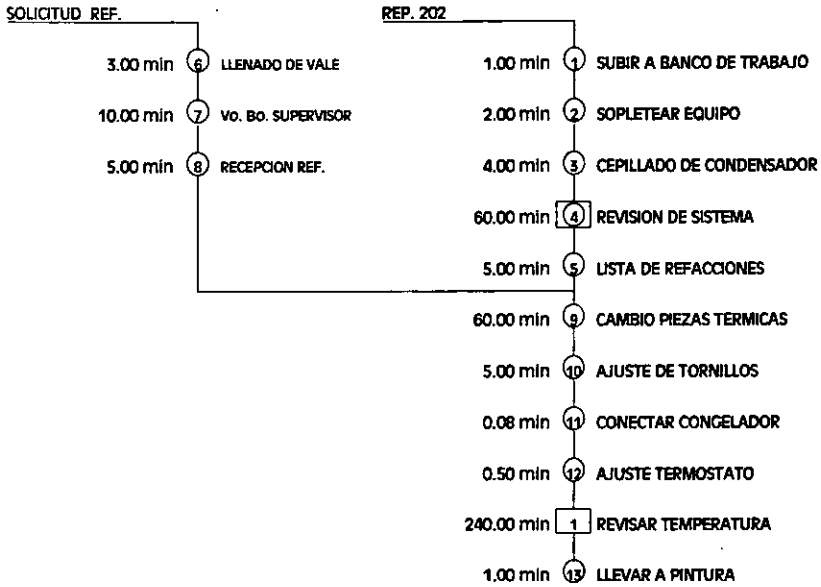 SOLICITUD REF.
3.00 min 6 LLENADO DE VALE
10.00 min 7 VO. BO. SUPERVISOR
5.00 min 8 RECEPCION REF.
REP. 202
1.00 min 1 SUBIR A BANCO DE TRABAJO
2.00 min 2 SOPLETEAR EQUIPO
4.00 min 3 CEPILLADO DE CONDENSADOR
60.00 min 4 REVISION DE SISTEMA
5.00 min 5 LISTA DE REFACCIONES
60.00 min 9 CAMBIO PIEZAS TERMICAS
5.00 min 10 AJUSTE DE TORNILLOS
0.08 min 11 CONECTAR CONGELADOR
0.50 min 12 AJUSTE TERMOSTATO
240.00 min 1 REVISAR TEMPERATURA
1.00 min 13 LLEVAR A PINTURA